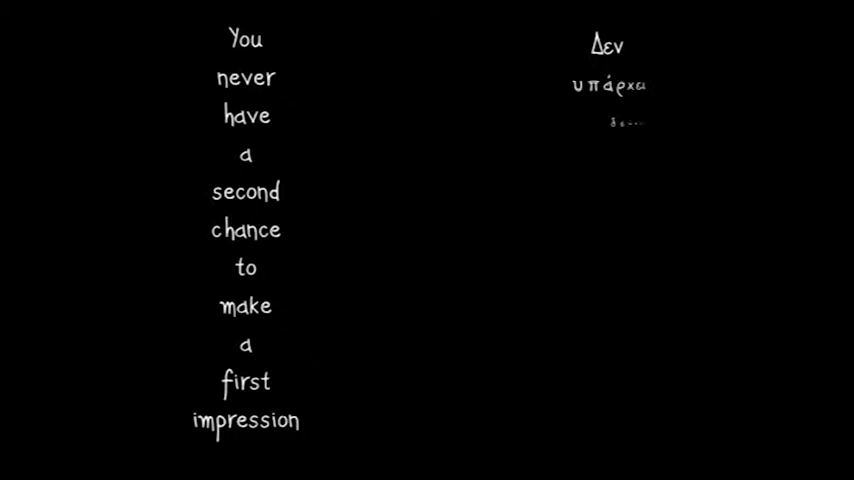 You
never
have
a
second
chance
to
make
a
first
impression
Δεν
υπάρχει